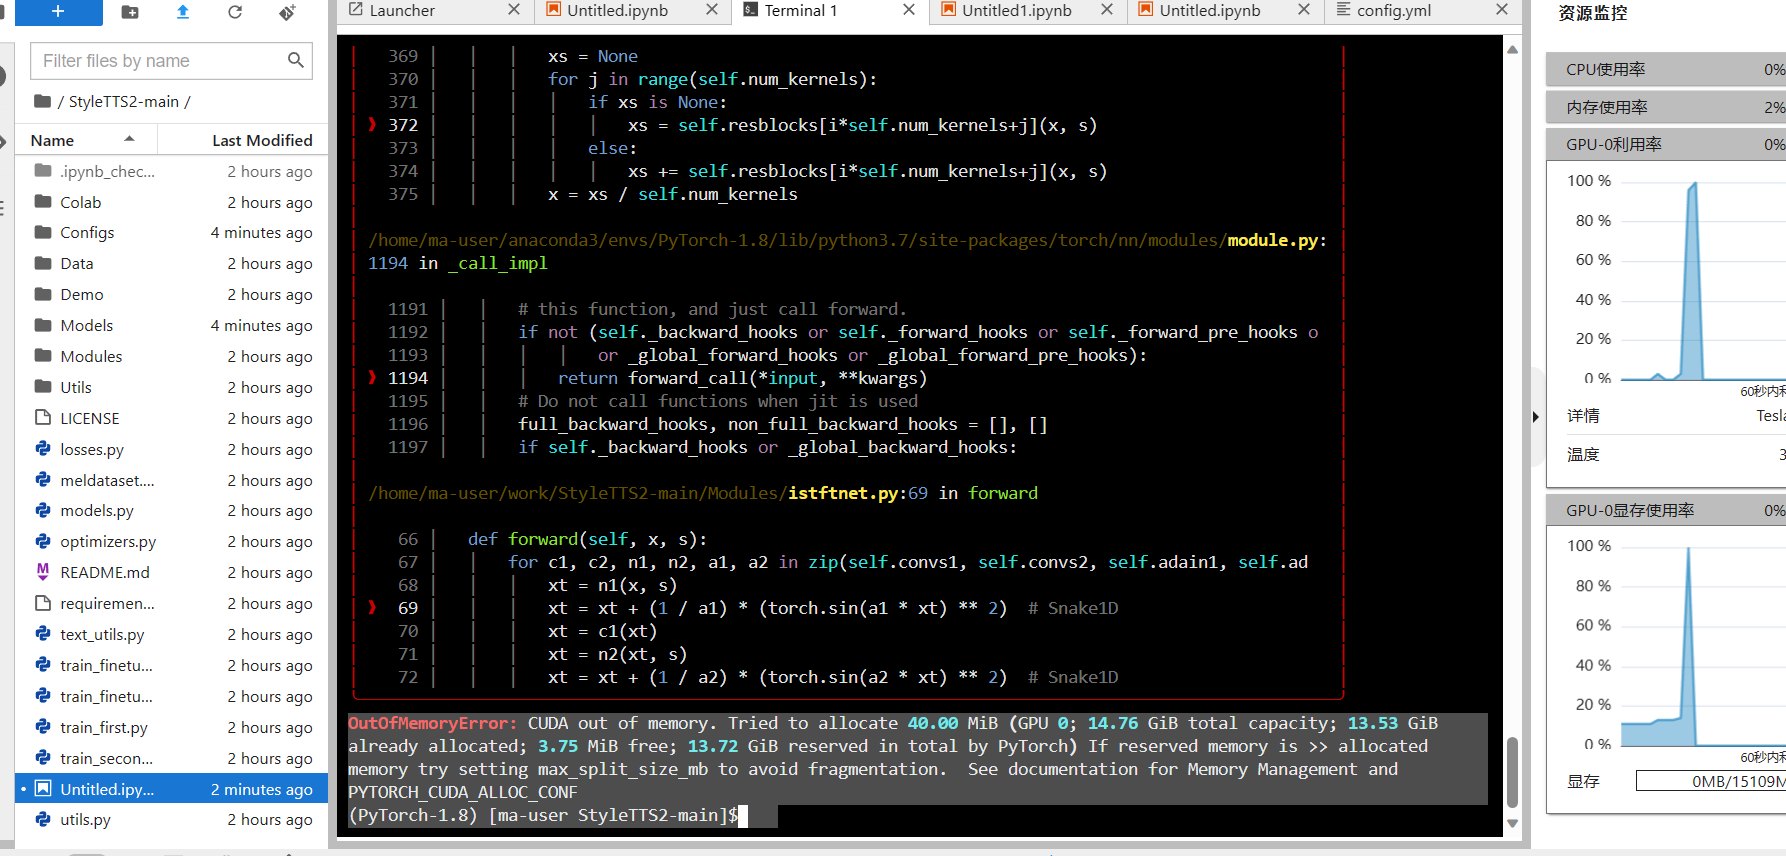 Launcher
Untitled.ipynb
Terminal 1
Untitled1.ipynb
Untitled.ipynb
config.yml
Filter files by name
/ StyleTTS2-main /
Name Last Modified
.ipynb_chec... 2 hours ago
Colab 2 hours ago
Configs 4 minutes ago
Data 2 hours ago
Demo 2 hours ago
Models 4 minutes ago
Modules 2 hours ago
Utils 2 hours ago
LICENSE 2 hours ago
losses.py 2 hours ago
meldataset.... 2 hours ago
models.py 2 hours ago
optimizers.py 2 hours ago
README.md 2 hours ago
requiremen... 2 hours ago
text_utils.py 2 hours ago
train_finetu... 2 hours ago
train_finetu... 2 hours ago
train_first.py 2 hours ago
train_secon... 2 hours ago
Untitled.ipy... 2 minutes ago
utils.py 2 hours ago
369 xs = None
370 for j in range(self.num_kernels):
371 if xs is None:
❱ 372 xs = self.resblocks[i*self.num_kernels+j](x, s)
373 else:
374 xs += self.resblocks[i*self.num_kernels+j](x, s)
375 x = xs / self.num_kernels
/home/ma-user/anaconda3/envs/PyTorch-1.8/lib/python3.7/site-packages/torch/nn/modules/module.py:
1194 in _call_impl
1191 # this function, and just call forward.
1192 if not (self._backward_hooks or self._forward_hooks or self._forward_pre_hooks o
1193 or _global_forward_hooks or _global_forward_pre_hooks):
❱ 1194 return forward_call(*input, **kwargs)
1195 # Do not call functions when jit is used
1196 full_backward_hooks, non_full_backward_hooks = [], []
1197 if self._backward_hooks or _global_backward_hooks:
/home/ma-user/work/StyleTTS2-main/Modules/istftnet.py:69 in forward
66 def forward(self, x, s):
67 for c1, c2, n1, n2, a1, a2 in zip(self.convs1, self.convs2, self.adain1, self.ad
68 xt = n1(x, s)
❱ 69 xt = xt + (1 / a1) * (torch.sin(a1 * xt) ** 2) # Snake1D
70 xt = c1(xt)
71 xt = n2(xt, s)
72 xt = xt + (1 / a2) * (torch.sin(a2 * xt) ** 2) # Snake1D
OutOfMemoryError: CUDA out of memory. Tried to allocate 40.00 MiB (GPU 0; 14.76 GiB total capacity; 13.53 GiB
already allocated; 3.75 MiB free; 13.72 GiB reserved in total by PyTorch) If reserved memory is >> allocated
memory try setting max_split_size_mb to avoid fragmentation. See documentation for Memory Management and
PYTORCH_CUDA_ALLOC_CONF
(PyTorch-1.8) [ma-user StyleTTS2-main]$
资源监控
CPU使用率 0%
内存使用率 2%
GPU-0利用率 0%
100 %
80 %
60 %
40 %
20 %
0 %
60秒内
详情 Tesla
温度 3
GPU-0显存使用率 0%
100 %
80 %
60 %
40 %
20 %
0 %
60秒内
显存 0MB/15109M